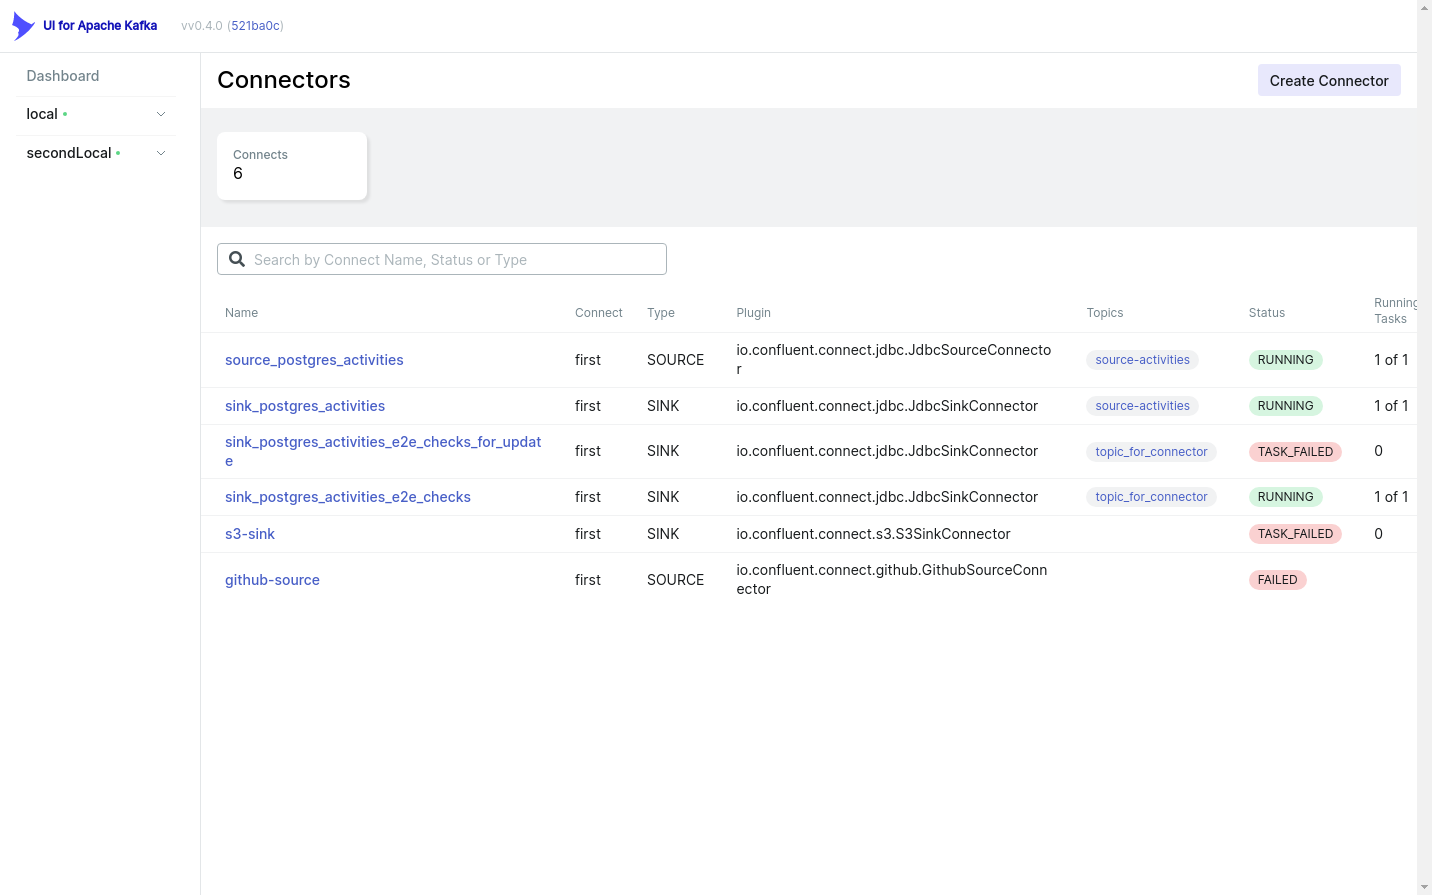 UI for Apache Kafka vv0.4.0 (521ba0c)
Dashboard
local
secondLocal
Connectors
Create Connector
Connects
6
Search by Connect Name, Status or Type
Name Connect Type Plugin Topics Status Running
Tasks
source_postgres_activities first SOURCE io.confluent.connect.jdbc.JdbcSourceConnecto
r source-activities RUNNING 1 of 1
sink_postgres_activities first SINK io.confluent.connect.jdbc.JdbcSinkConnector source-activities RUNNING 1 of 1
sink_postgres_activities_e2e_checks_for_updat
e first SINK io.confluent.connect.jdbc.JdbcSinkConnector topic_for_connector TASK_FAILED 0
sink_postgres_activities_e2e_checks first SINK io.confluent.connect.jdbc.JdbcSinkConnector topic_for_connector RUNNING 1 of 1
s3-sink first SINK io.confluent.connect.s3.S3SinkConnector TASK_FAILED 0
github-source first SOURCE io.confluent.connect.github.GithubSourceConn
ector FAILED